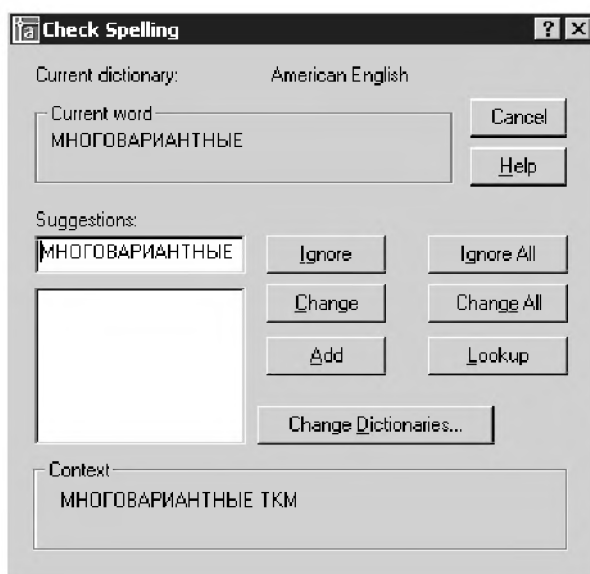 Check Spelling
Current dictionary: American English
Current word
МНОГОВАРИАНТНЫЕ
Cancel
Help
Suggestions:
МНОГОВАРИАНТНЫЕ
Ignore
Ignore All
Change
Change All
Add
Lookup
Change Dictionaries...
Context
МНОГОВАРИАНТНЫЕ ТКМ